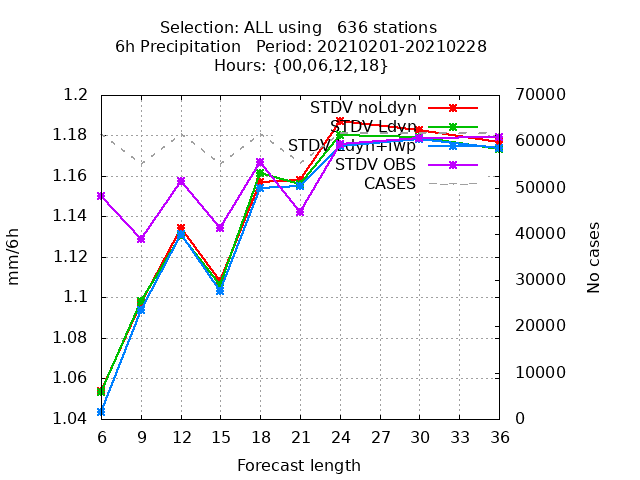 Selection: ALL using   636 stations
6h Precipitation   Period: 20210201-20210228
Hours: {00,06,12,18}
1.2
1.18
1.16
1.14
1.12
1.1
1.08
1.06
1.04
70000
60000
50000
40000
30000
20000
10000
0
STDV noLdyn
STDV Ldyn
STDV Ldyn+lwp
STDV OBS
CASES
mm/6h
No cases
6 9 12 15 18 21 24 27 30 33 36
Forecast length